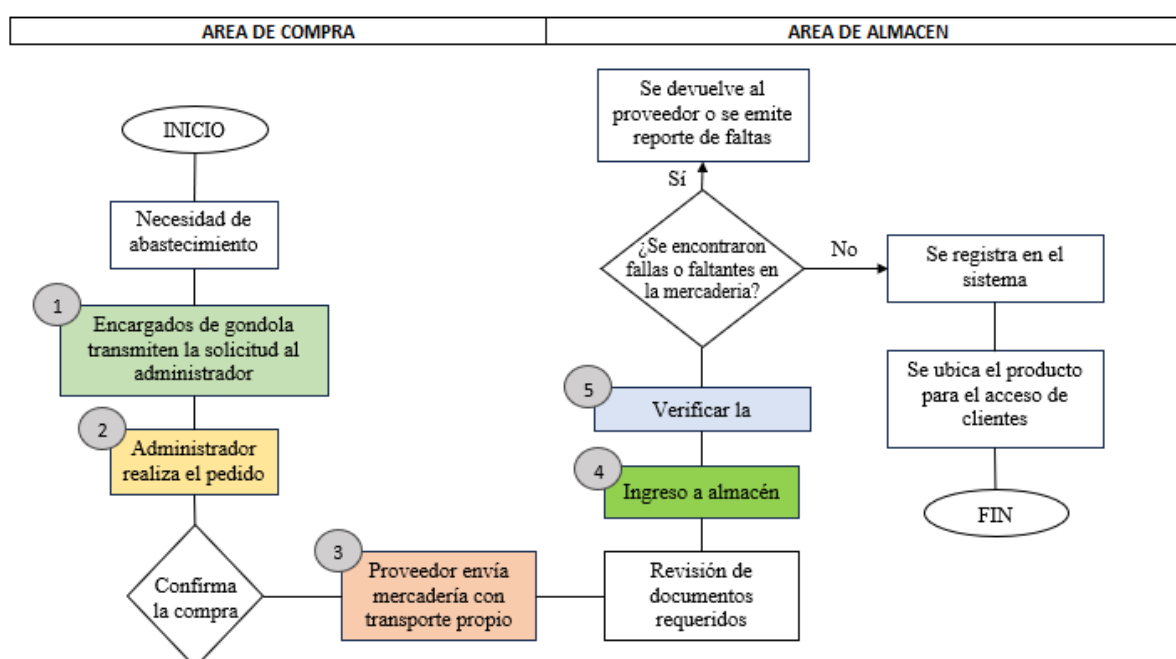 AREA DE COMPRA
AREA DE ALMACEN
INICIO
Necesidad de
abastecimiento
1
Encargados de gondola
transmiten la solicitud al
administrador
2
Administrador
realiza el pedido
Confirma
la compra
3
Proveedor envía
mercadería con
transporte propio
Revisión de
documentos
requeridos
4
Ingreso a almacén
5
Verificar la
¿Se encontraron
fallas o faltantes en
la mercaderia?
Sí
Se devuelve al
proveedor o se emite
reporte de faltas
No
Se registra en el
sistema
Se ubica el producto
para el acceso de
clientes
FIN